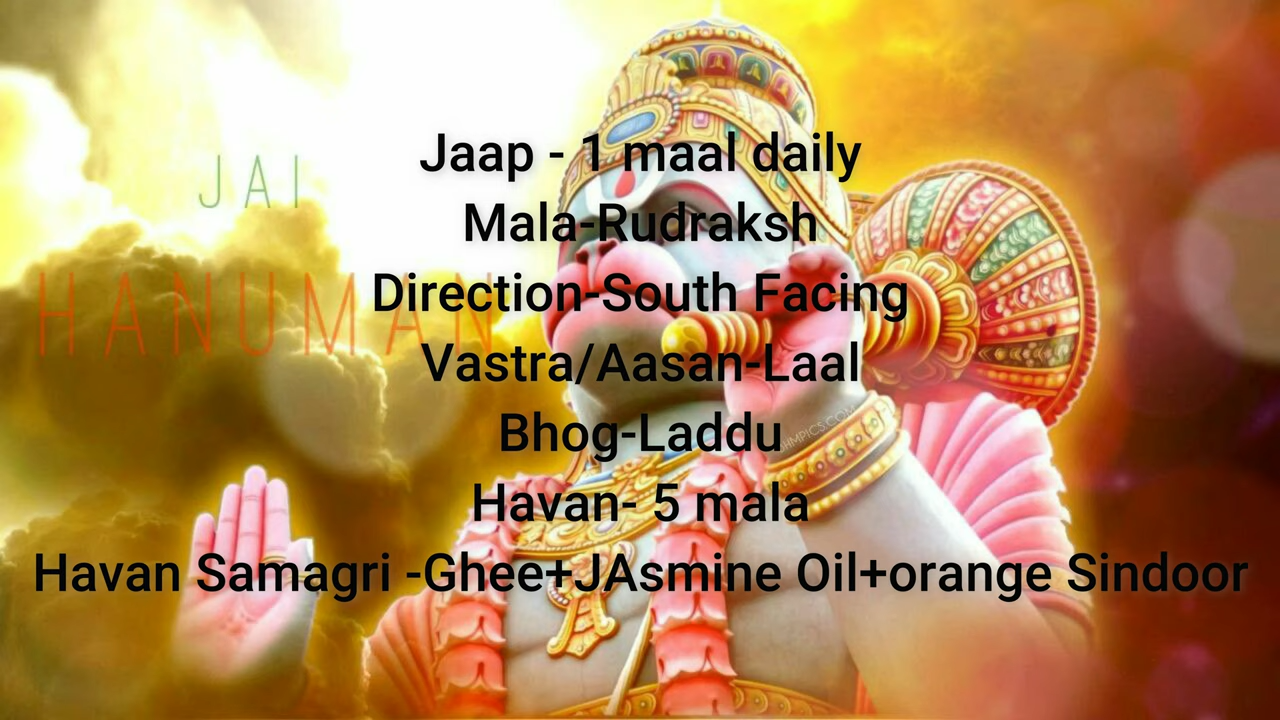 Jaap - 1 maal daily
JAI
Mala-Rudraksh
HANUMAN
Direction-South Facing
Vastra/Aasan-Laal
Bhog-Laddu
Havan- 5 mala
Havan Samagri -Ghee+JAsmine Oil+orange Sindoor